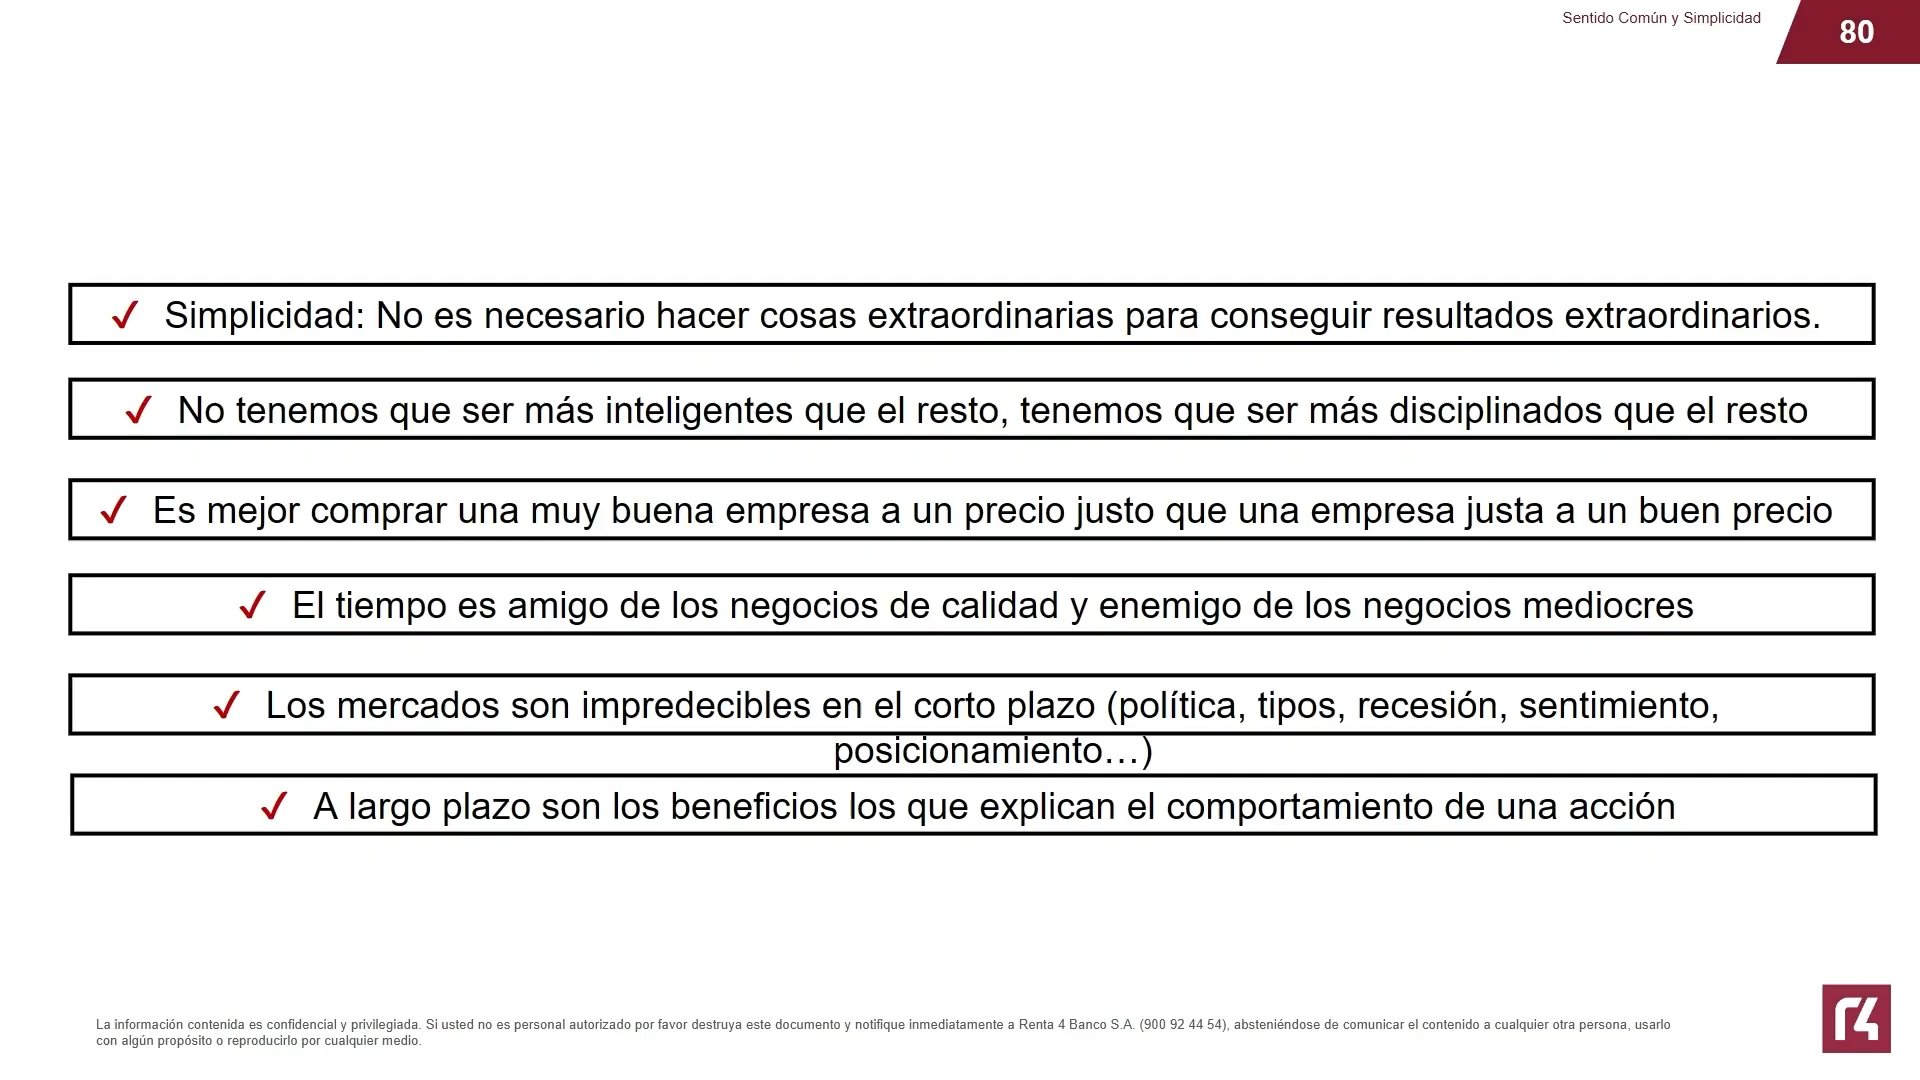 Sentido Común y Simplicidad
80
✓ Simplicidad: No es necesario hacer cosas extraordinarias para conseguir resultados extraordinarios.
✓ No tenemos que ser más inteligentes que el resto, tenemos que ser más disciplinados que el resto
✓ Es mejor comprar una muy buena empresa a un precio justo que una empresa justa a un buen precio
✓ El tiempo es amigo de los negocios de calidad y enemigo de los negocios mediocres
✓ Los mercados son impredecibles en el corto plazo (política, tipos, recesión, sentimiento,
posicionamiento…)
✓ A largo plazo son los beneficios los que explican el comportamiento de una acción
La información contenida es confidencial y privilegiada. Si usted no es personal autorizado por favor destruya este documento y notifique inmediatamente a Renta 4 Banco S.A. (900 92 44 54), absteniéndose de comunicar el contenido a cualquier otra persona, usarlo
con algún propósito o reproducirlo por cualquier medio.
r4